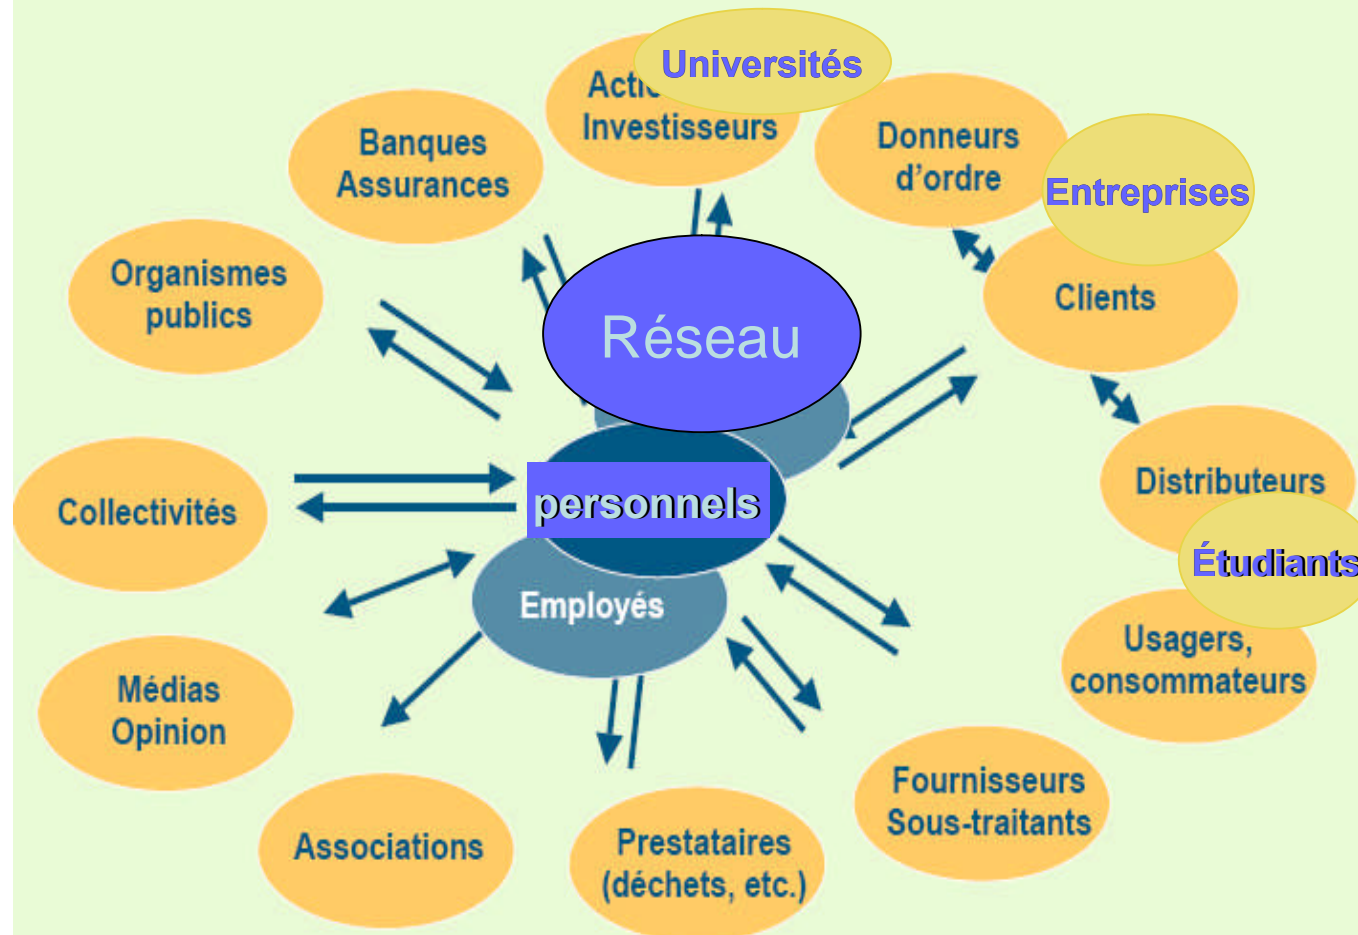 Universités
Acti
Investisseurs
Banques
Assurances
Donneurs
d'ordre
Entreprises
Organismes
publics
Clients
Réseau
Collectivités
personnels
Distributeurs
Étudiants
Employés
Usagers,
consommateurs
Médias
Opinion
Fournisseurs
Sous-traitants
Associations
Prestataires
(déchets, etc.)